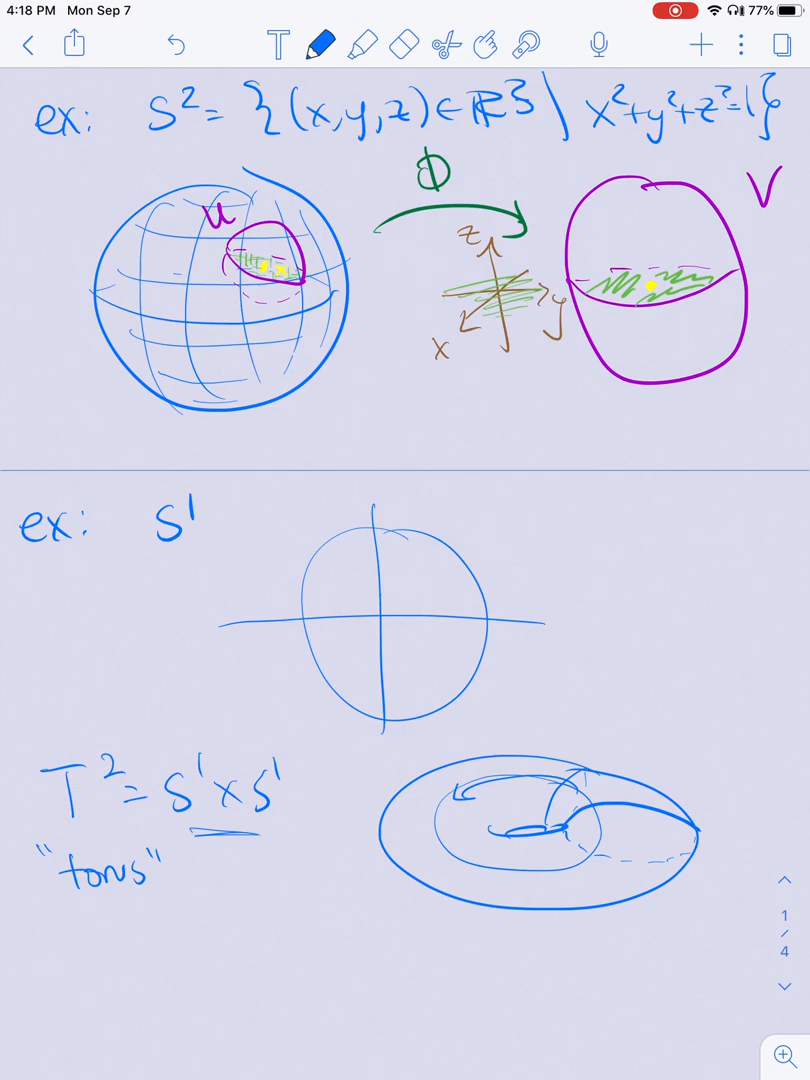 4:18 PM Mon Sep 7
77%
ex: S² = {(x,y,z) ∈ ℝ³ | x²+y²+z²=1}
Φ
V
U
z
y
x
ex: S¹
T² = S¹ × S¹
"torus"
1
/
4